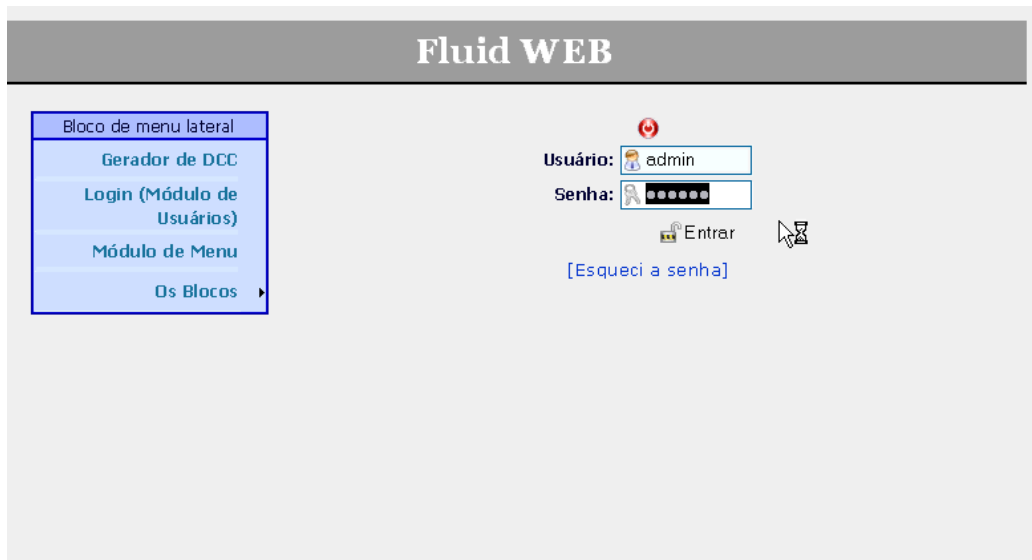 Fluid WEB
Bloco de menu lateral
Gerador de DCC
Login (Módulo de
Usuários)
Módulo de Menu
Os Blocos
Usuário: admin
Senha: ●●●●●●
Entrar
[Esqueci a senha]